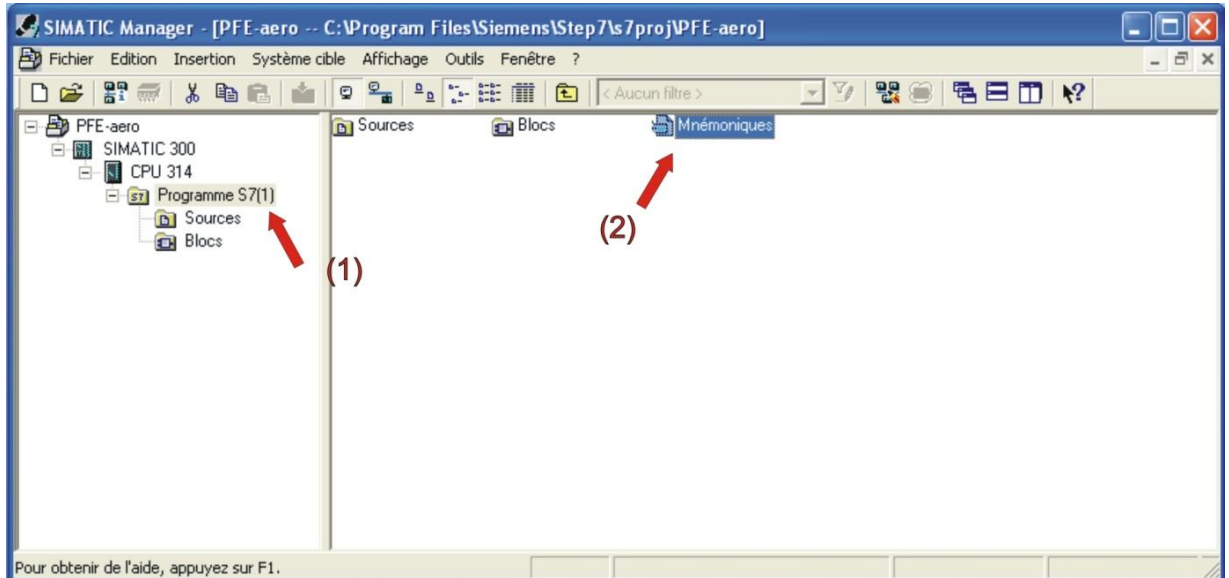 SIMATIC Manager - [PFE-aero -- C:\Program Files\Siemens\Step7\s7proj\PFE-aero]
Fichier Edition Insertion Système cible Affichage Outils Fenêtre ?
< Aucun filtre >
PFE-aero
SIMATIC 300
CPU 314
Programme S7(1)
Sources
Blocs
Sources Blocs Mnémoniques
(1)
(2)
Pour obtenir de l'aide, appuyez sur F1.